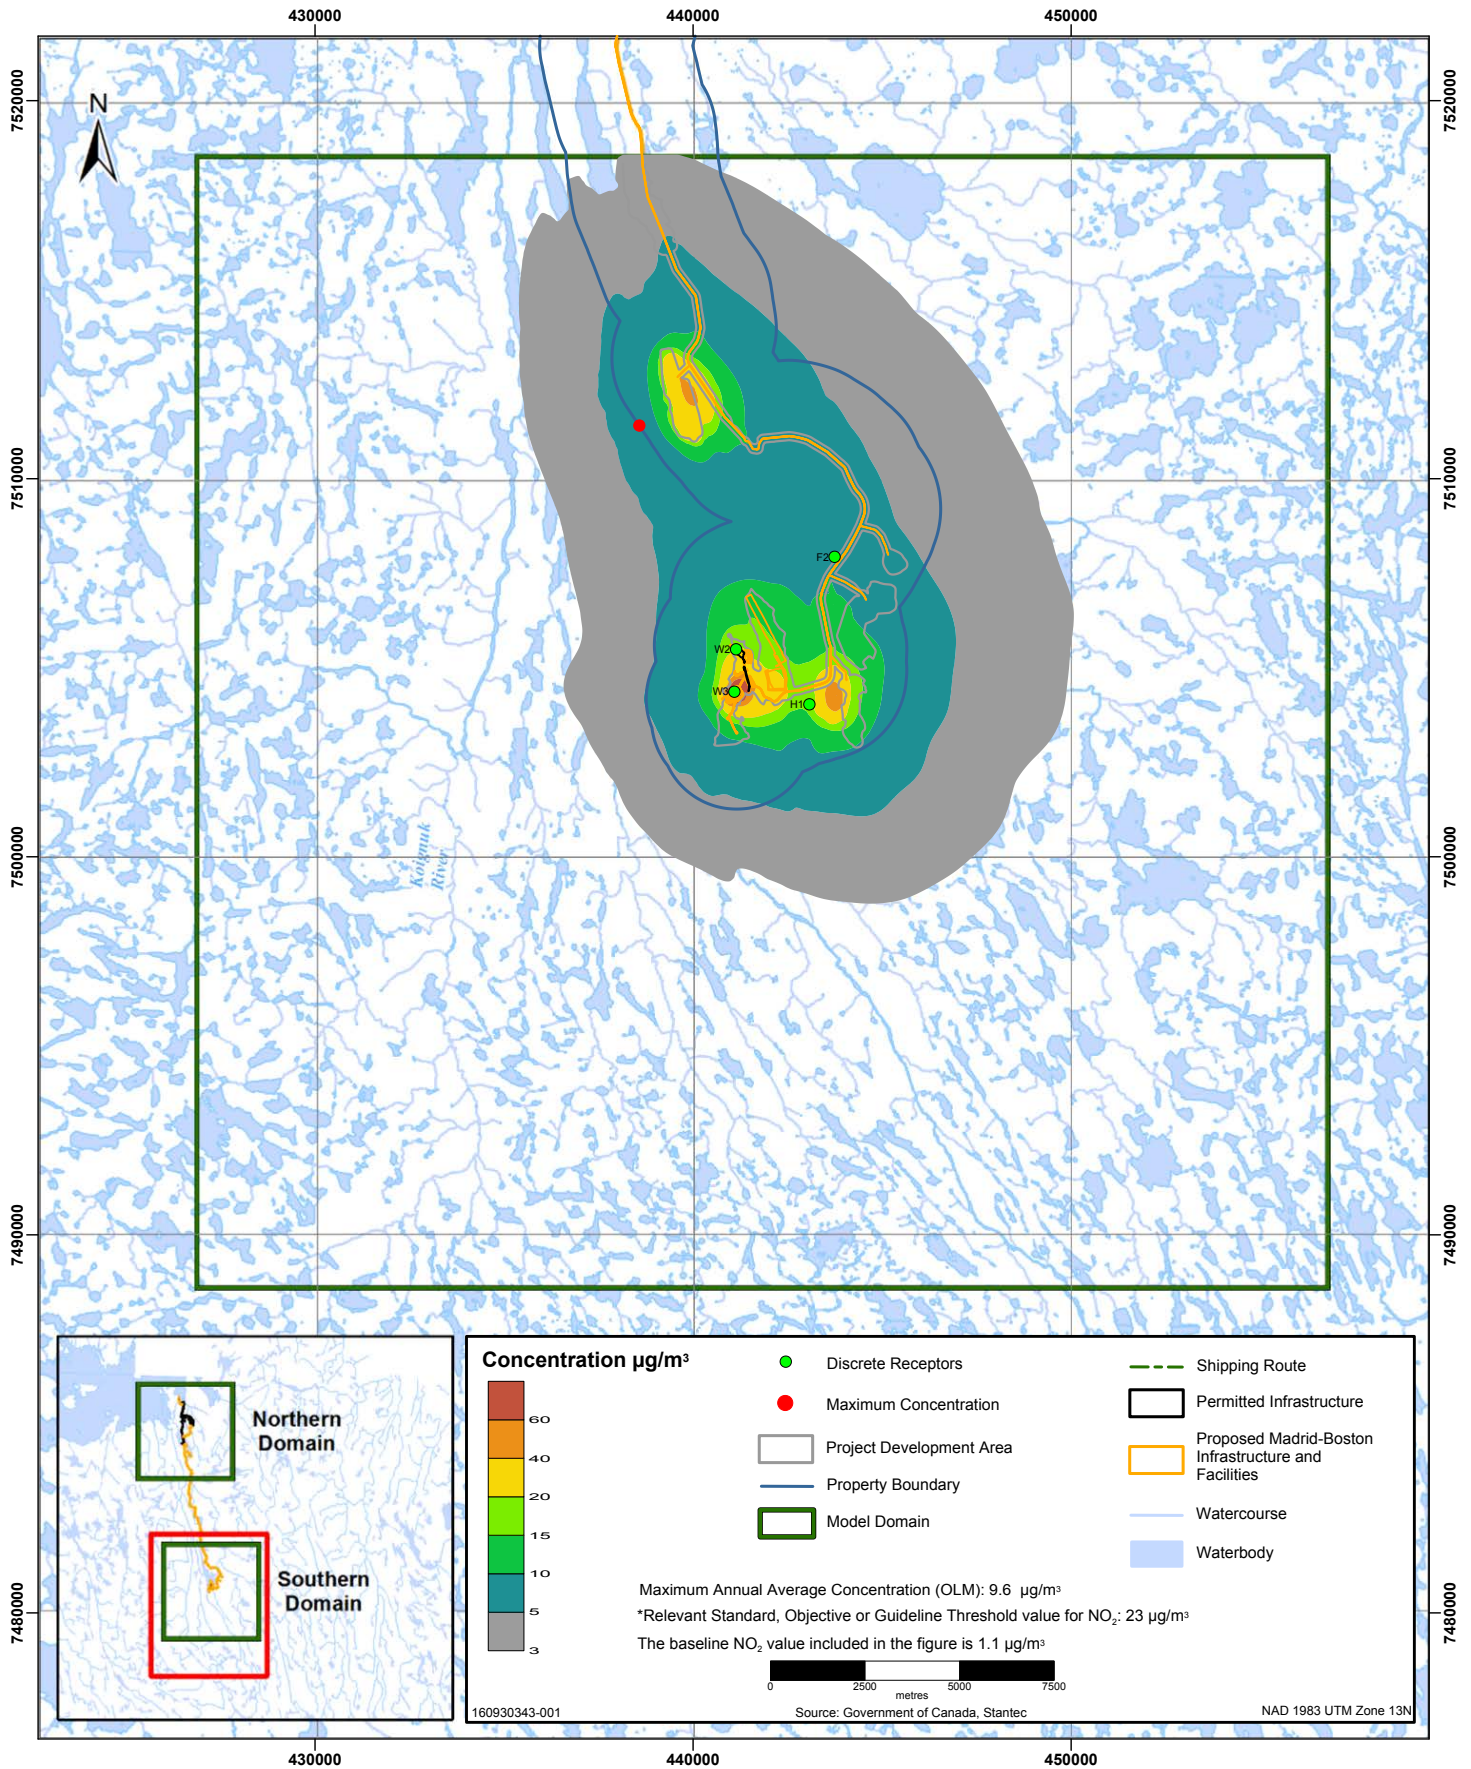 430000
440000
450000
7520000
7520000
N
7510000
7510000
F2
W2
W3
H1
7500000
7500000
Koignuk
River
7490000
7490000
Northern
Domain
Southern
Domain
Concentration µg/m³
60
40
20
15
10
5
3
Discrete Receptors
Maximum Concentration
Project Development Area
Property Boundary
Model Domain
Shipping Route
Permitted Infrastructure
Proposed Madrid-Boston
Infrastructure and
Facilities
Watercourse
Waterbody
Maximum Annual Average Concentration (OLM): 9.6 µg/m³
*Relevant Standard, Objective or Guideline Threshold value for NO₂: 23 µg/m³
The baseline NO₂ value included in the figure is 1.1 µg/m³
0 2500 5000 7500
metres
160930343-001
Source: Government of Canada, Stantec
NAD 1983 UTM Zone 13N
7480000
7480000
430000
440000
450000